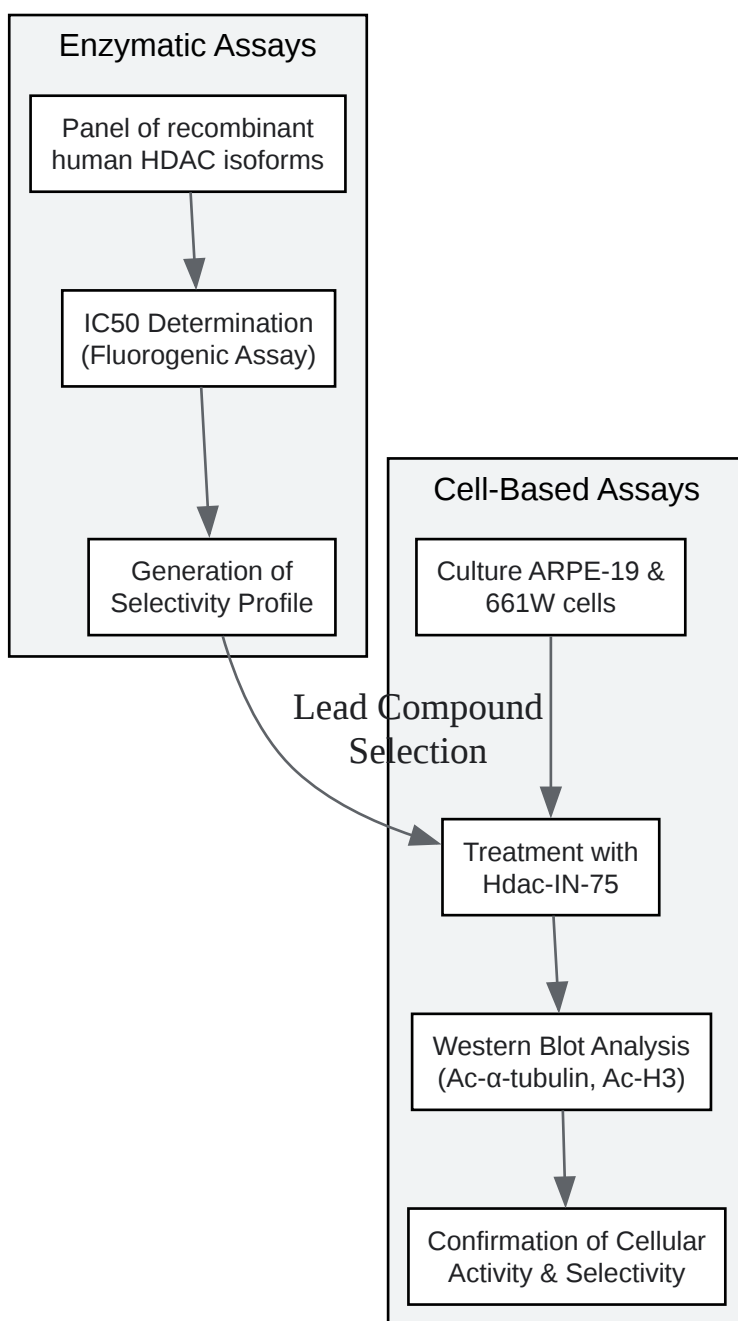 Enzymatic Assays
Panel of recombinant
human HDAC isoforms
IC50 Determination
(Fluorogenic Assay)
Generation of
Selectivity Profile
Cell-Based Assays
Culture ARPE-19 &
661W cells
Lead Compound
Selection
Treatment with
Hdac-IN-75
Western Blot Analysis
(Ac-α-tubulin, Ac-H3)
Confirmation of Cellular
Activity & Selectivity